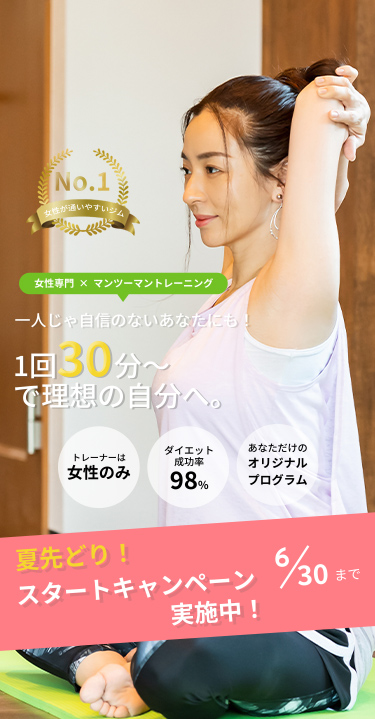 No.1
女性が通いやすいジム
女性専門 × マンツーマントレーニング
一人じゃ自信のないあなたにも！
1回30分〜
で理想の自分へ。
トレーナーは
女性のみ
ダイエット
成功率
98%
あなただけの
オリジナル
プログラム
夏先どり！
スタートキャンペーン
実施中！
6/30 まで